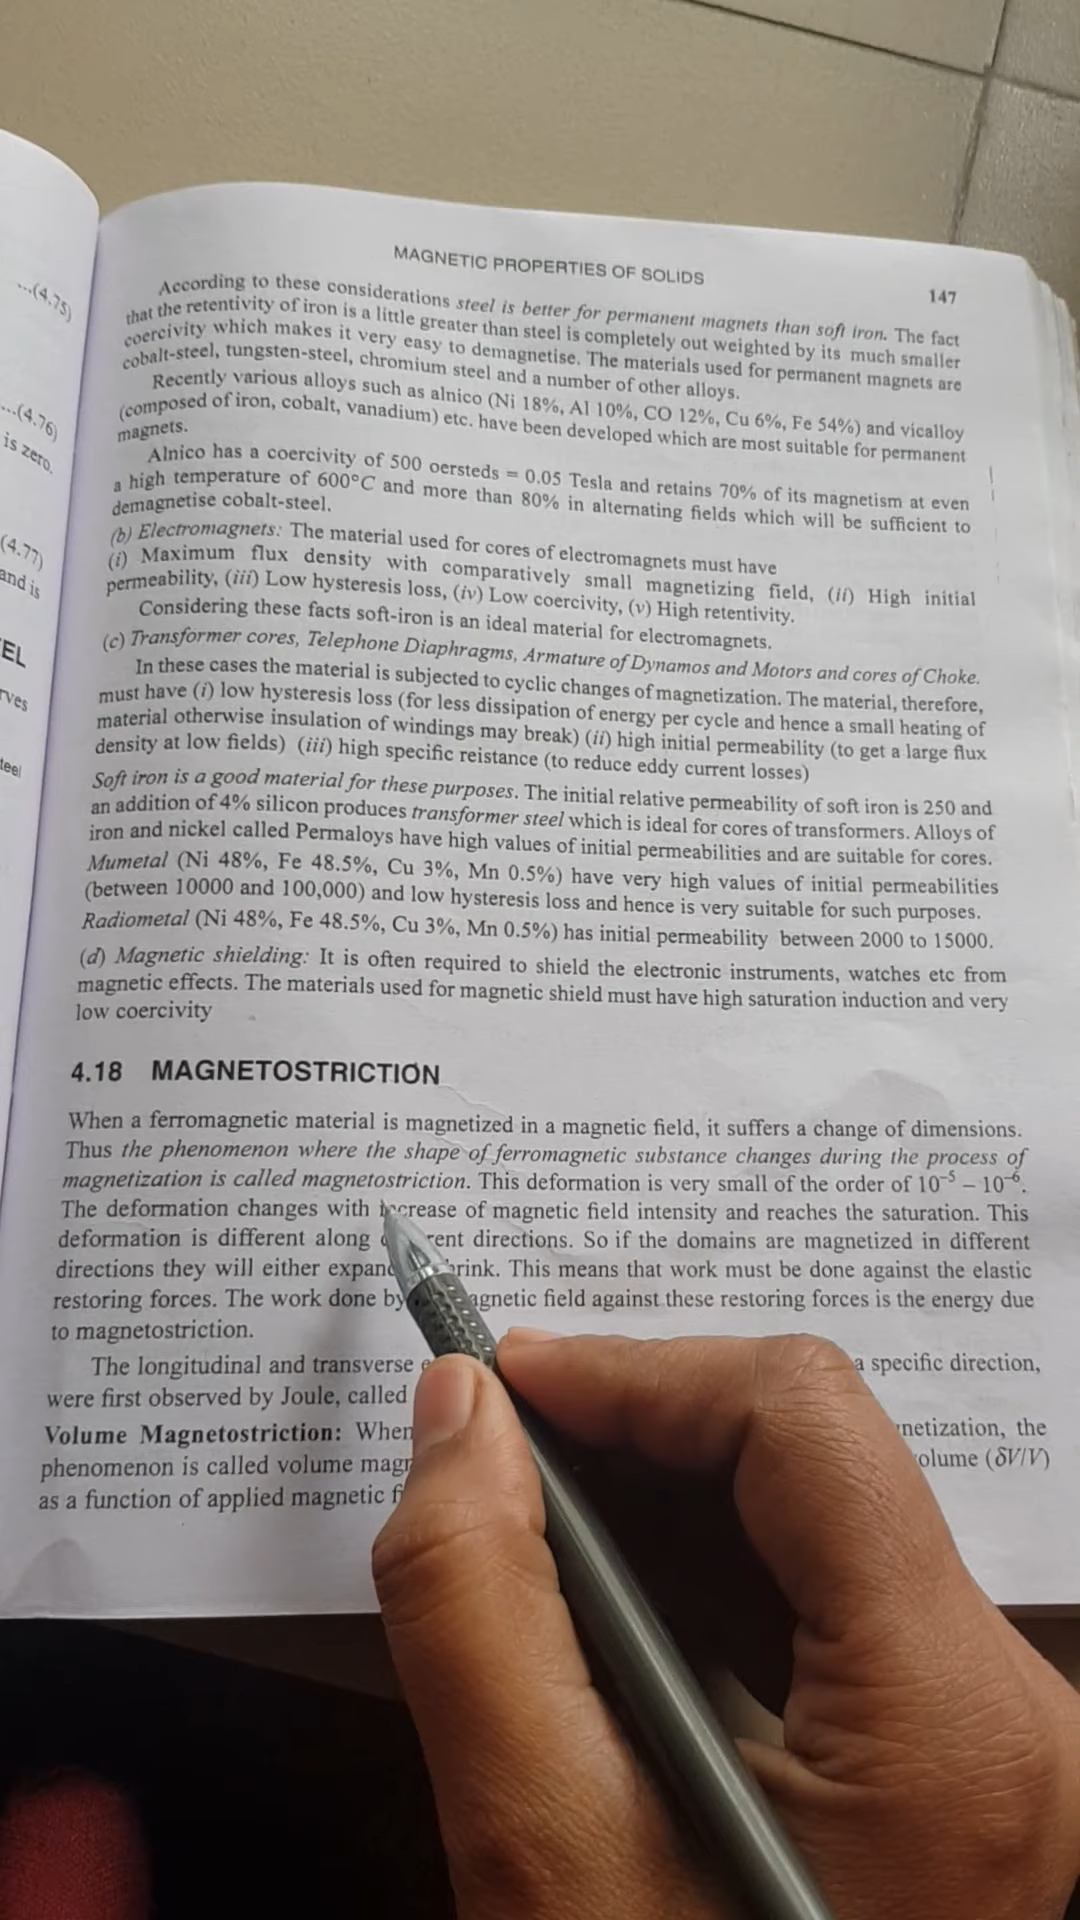 MAGNETIC PROPERTIES OF SOLIDS
147
According to these considerations steel is better for permanent magnets than soft iron. The fact
that the retentivity of iron is a little greater than steel is completely out weighted by its much smaller
coercivity which makes it very easy to demagnetise. The materials used for permanent magnets are
cobalt-steel, tungsten-steel, chromium steel and a number of other alloys.
Recently various alloys such as alnico (Ni 18%, Al 10%, CO 12%, Cu 6%, Fe 54%) and vicalloy
(composed of iron, cobalt, vanadium) etc. have been developed which are most suitable for permanent
magnets.
Alnico has a coercivity of 500 oersteds = 0.05 Tesla and retains 70% of its magnetism at even
a high temperature of 600°C and more than 80% in alternating fields which will be sufficient to
demagnetise cobalt-steel.
(b) Electromagnets: The material used for cores of electromagnets must have
(i) Maximum flux density with comparatively small magnetizing field, (ii) High initial
permeability, (iii) Low hysteresis loss, (iv) Low coercivity, (v) High retentivity.
Considering these facts soft-iron is an ideal material for electromagnets.
(c) Transformer cores, Telephone Diaphragms, Armature of Dynamos and Motors and cores of Choke.
In these cases the material is subjected to cyclic changes of magnetization. The material, therefore,
must have (i) low hysteresis loss (for less dissipation of energy per cycle and hence a small heating of
material otherwise insulation of windings may break) (ii) high initial permeability (to get a large flux
density at low fields) (iii) high specific reistance (to reduce eddy current losses)
Soft iron is a good material for these purposes. The initial relative permeability of soft iron is 250 and
an addition of 4% silicon produces transformer steel which is ideal for cores of transformers. Alloys of
iron and nickel called Permaloys have high values of initial permeabilities and are suitable for cores.
Mumetal (Ni 48%, Fe 48.5%, Cu 3%, Mn 0.5%) have very high values of initial permeabilities
(between 10000 and 100,000) and low hysteresis loss and hence is very suitable for such purposes.
Radiometal (Ni 48%, Fe 48.5%, Cu 3%, Mn 0.5%) has initial permeability between 2000 to 15000.
(d) Magnetic shielding: It is often required to shield the electronic instruments, watches etc from
magnetic effects. The materials used for magnetic shield must have high saturation induction and very
low coercivity
4.18 MAGNETOSTRICTION
When a ferromagnetic material is magnetized in a magnetic field, it suffers a change of dimensions.
Thus the phenomenon where the shape of ferromagnetic substance changes during the process of
magnetization is called magnetostriction. This deformation is very small of the order of 10⁻⁵ – 10⁻⁶.
The deformation changes with increase of magnetic field intensity and reaches the saturation. This
deformation is different along rent directions. So if the domains are magnetized in different
directions they will either expand rink. This means that work must be done against the elastic
restoring forces. The work done by agnetic field against these restoring forces is the energy due
to magnetostriction.
The longitudinal and transverse a specific direction,
were first observed by Joule, called
Volume Magnetostriction: When netization, the
phenomenon is called volume magn olume (δV/V)
as a function of applied magnetic f
...(4.75)
...(4.76)
is zero.
(4.77)
and is
EL
rves
teel